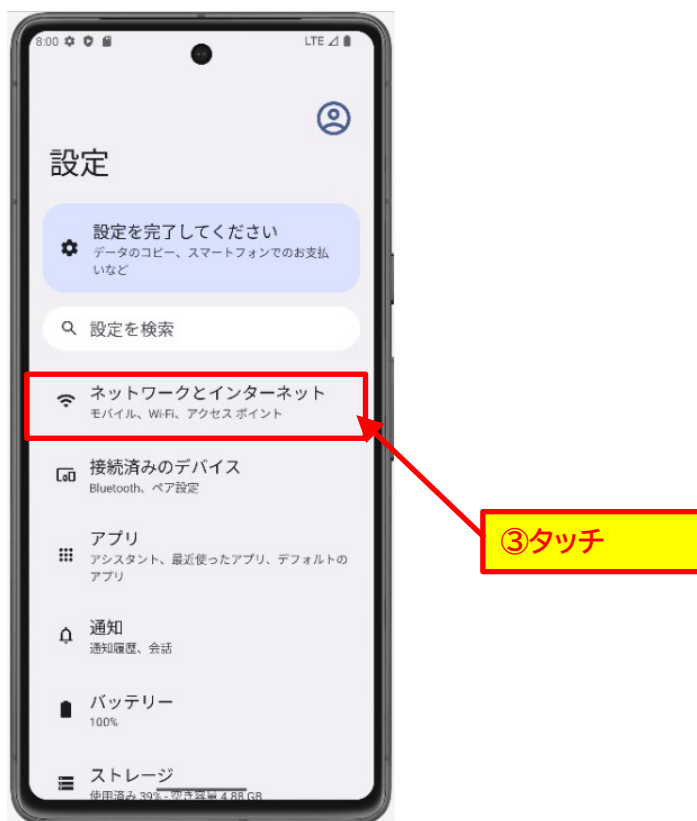 8:00
LTE
設定
設定を完了してください
データのコピー、スマートフォンでのお支払
いなど
設定を検索
ネットワークとインターネット
モバイル、Wi-Fi、アクセス ポイント
③タッチ
接続済みのデバイス
Bluetooth、ペア設定
アプリ
アシスタント、最近使ったアプリ、デフォルトの
アプリ
通知
通知履歴、会話
バッテリー
100%
ストレージ
使用済み 39% - 空き容量 4.88 GB